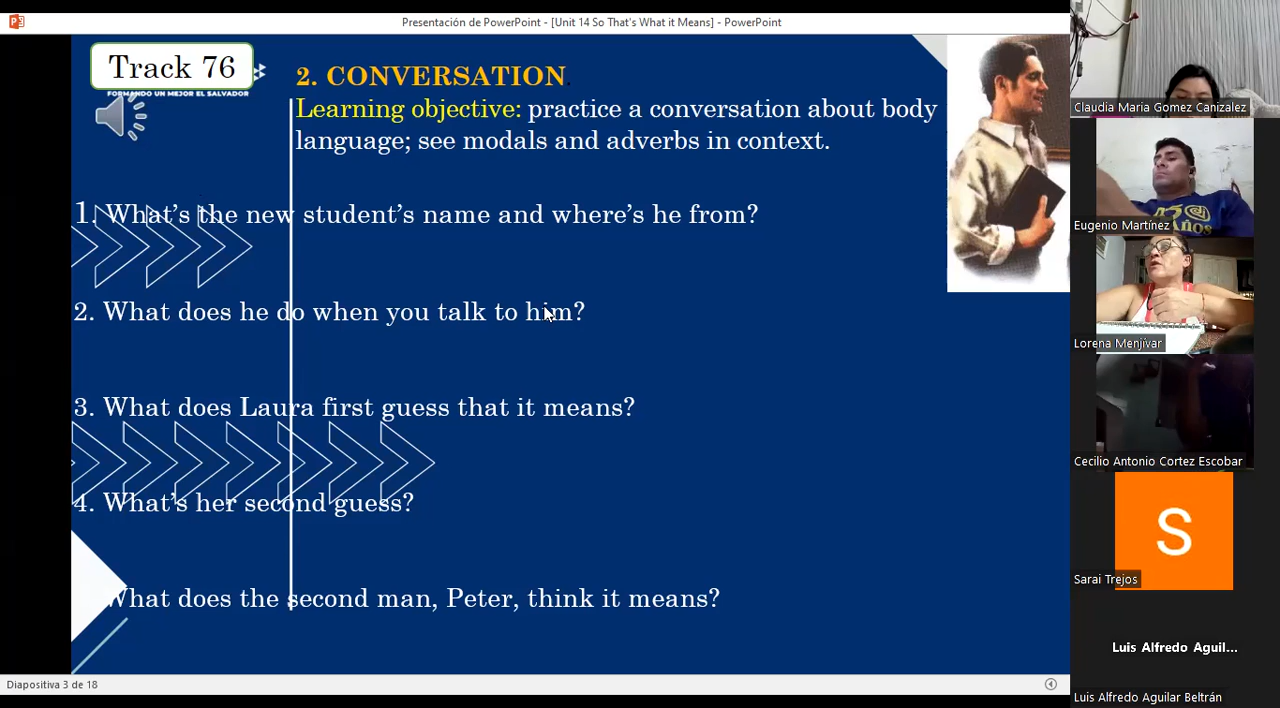 Presentación de PowerPoint - [Unit 14 So That's What it Means] - PowerPoint
Track 76
FORMANDO UN MEJOR EL SALVADOR
2. CONVERSATION
Learning objective: practice a conversation about body
language; see modals and adverbs in context.
1. What's the new student's name and where's he from?
2. What does he do when you talk to him?
3. What does Laura first guess that it means?
4. What's her second guess?
What does the second man, Peter, think it means?
Diapositiva 3 de 18
Claudia Maria Gomez Canizalez
Eugenio Martínez
Lorena Menjívar
Cecilio Antonio Cortez Escobar
S
Sarai Trejos
Luis Alfredo Aguil...
Luis Alfredo Aguilar Beltrán